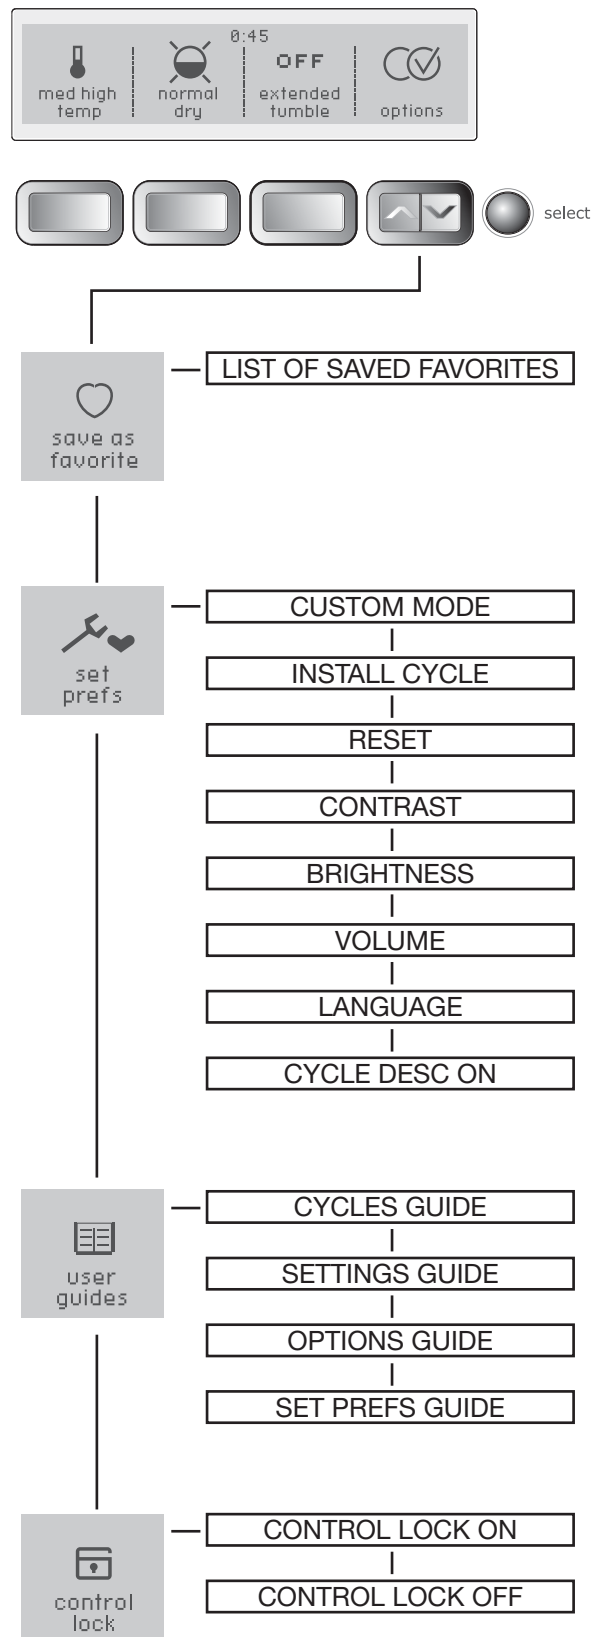 0:45
med high
temp
normal
dry
OFF
extended
tumble
options
select
save as
favorite
LIST OF SAVED FAVORITES
set
prefs
CUSTOM MODE
INSTALL CYCLE
RESET
CONTRAST
BRIGHTNESS
VOLUME
LANGUAGE
CYCLE DESC ON
user
guides
CYCLES GUIDE
SETTINGS GUIDE
OPTIONS GUIDE
SET PREFS GUIDE
control
lock
CONTROL LOCK ON
CONTROL LOCK OFF